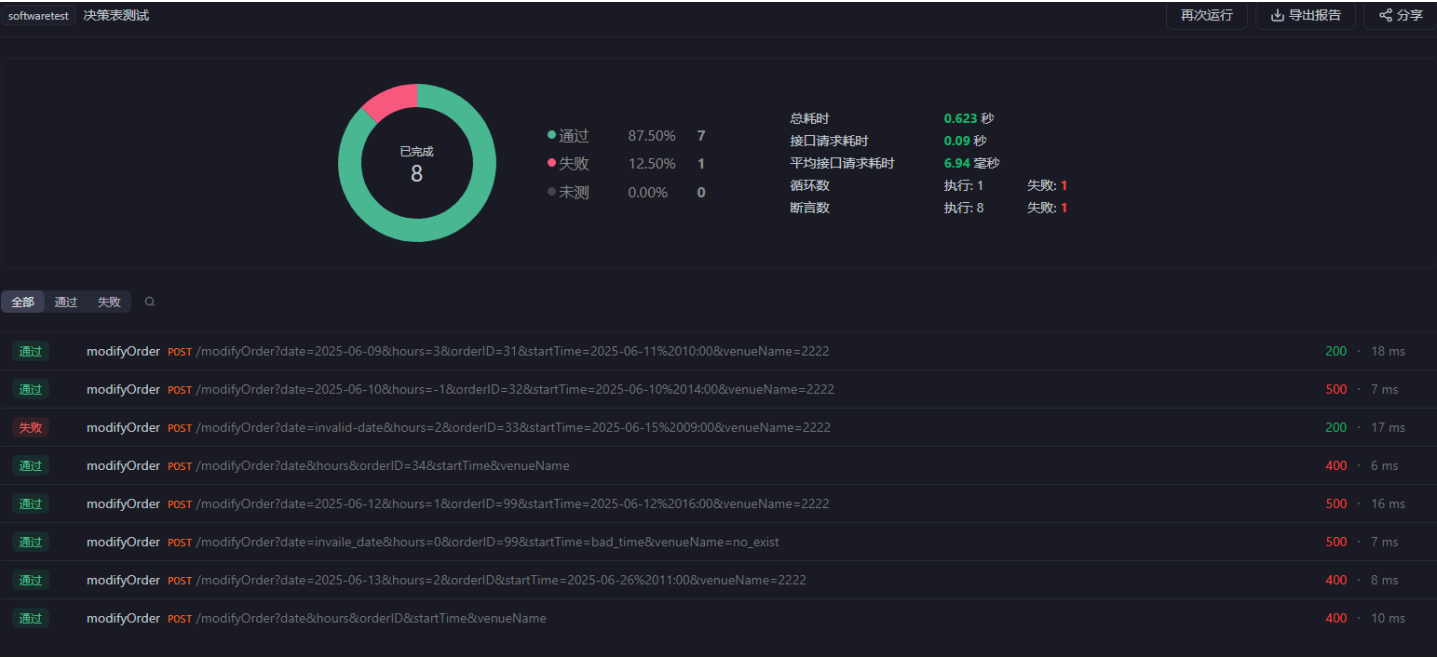 softwaretest 决策表测试 再次运行 导出报告 分享
总耗时 0.623 秒
通过 87.50% 7 接口请求耗时 0.09 秒
已完成 失败 12.50% 1 平均接口请求耗时 6.94 毫秒
8 未测 0.00% 0 循环数 执行: 1 失败: 1
断言数 执行: 8 失败: 1
全部 通过 失败
通过 modifyOrder POST /modifyOrder?date=2025-06-09&hours=3&orderID=31&startTime=2025-06-11%2010:00&venueName=2222 200 · 18 ms
通过 modifyOrder POST /modifyOrder?date=2025-06-10&hours=-1&orderID=32&startTime=2025-06-10%2014:00&venueName=2222 500 · 7 ms
失败 modifyOrder POST /modifyOrder?date=invalid-date&hours=2&orderID=33&startTime=2025-06-15%2009:00&venueName=2222 200 · 17 ms
通过 modifyOrder POST /modifyOrder?date&hours&orderID=34&startTime&venueName 400 · 6 ms
通过 modifyOrder POST /modifyOrder?date=2025-06-12&hours=1&orderID=99&startTime=2025-06-12%2016:00&venueName=2222 500 · 16 ms
通过 modifyOrder POST /modifyOrder?date=invaile_date&hours=0&orderID=99&startTime=bad_time&venueName=no_exist 500 · 7 ms
通过 modifyOrder POST /modifyOrder?date=2025-06-13&hours=2&orderID&startTime=2025-06-26%2011:00&venueName=2222 400 · 8 ms
通过 modifyOrder POST /modifyOrder?date&hours&orderID&startTime&venueName 400 · 10 ms